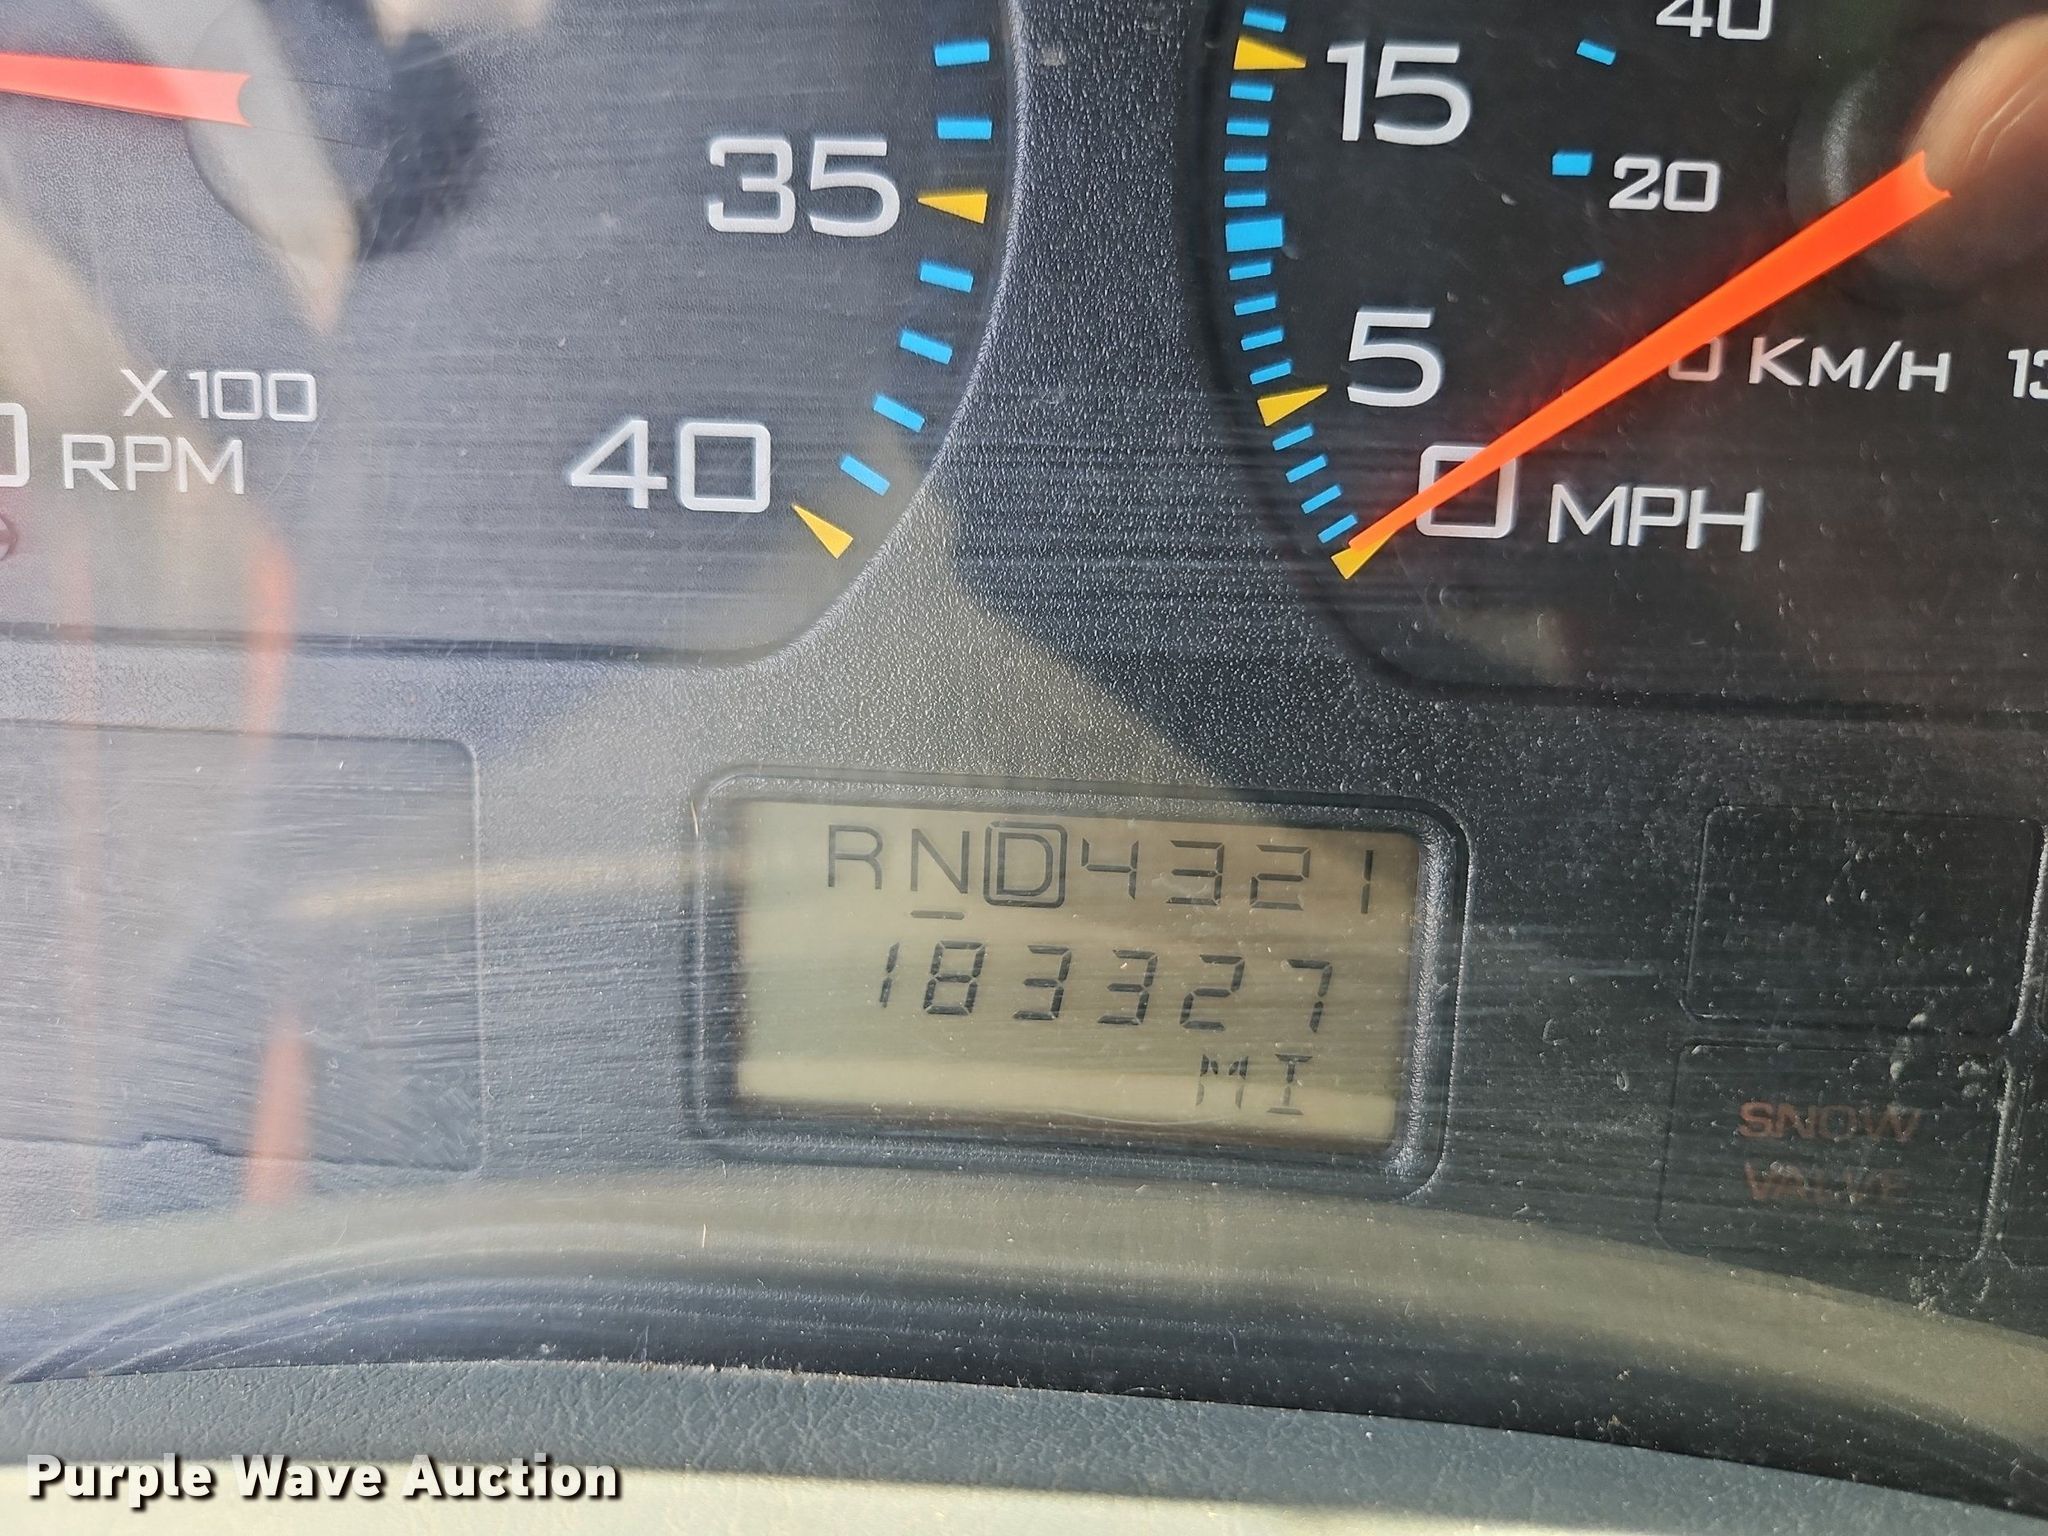 35
40
X 100
RPM
15
5
0 MPH
40
20
KM/H
RND4321
183327
MI
SNOW
VALVE
Purple Wave Auction